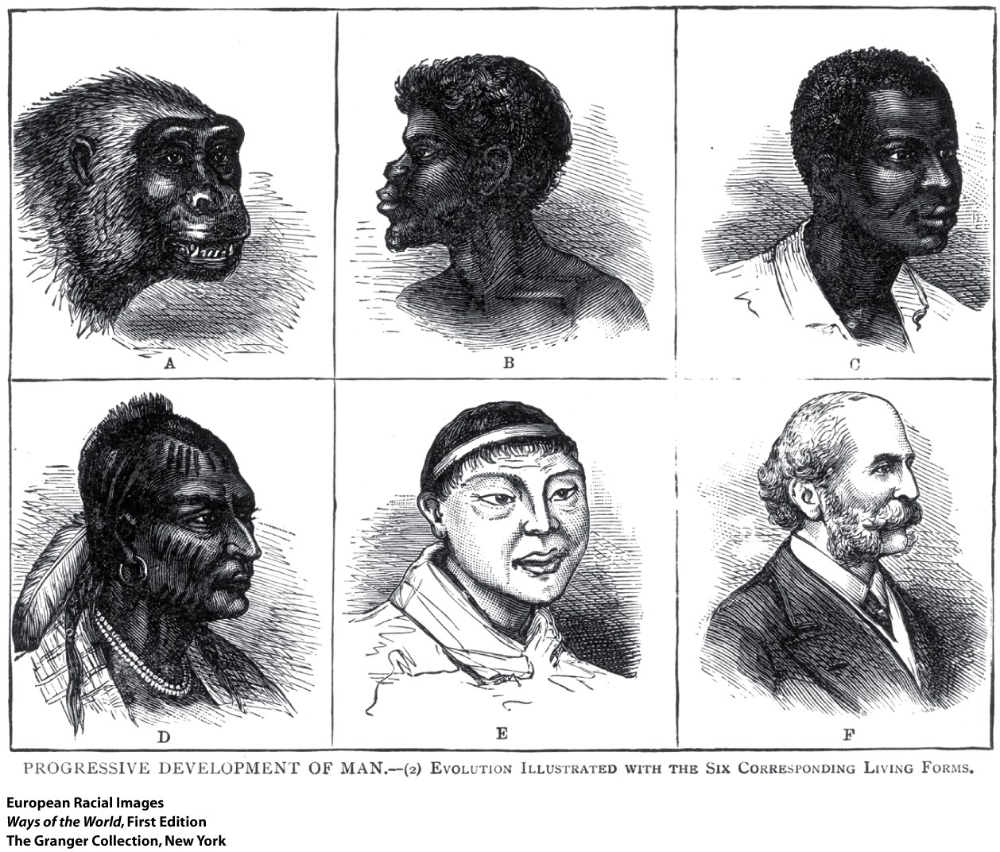 A
B
C
D
E
F
PROGRESSIVE DEVELOPMENT OF MAN.—(2) EVOLUTION ILLUSTRATED WITH THE SIX CORRESPONDING LIVING FORMS.
European Racial Images
Ways of the World, First Edition
The Granger Collection, New York